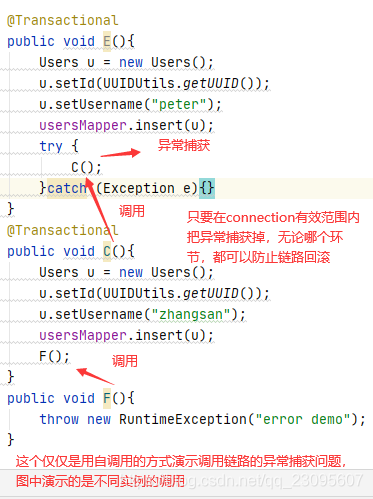 @Transactional
public void E(){
Users u = new Users();
u.setId(UUIDUtils.getUUID());
u.setUsername("peter");
usersMapper.insert(u);
try {
异常捕获
C();
}catch (Exception e){}
}
调用
只要在connection有效范围内
把异常捕获掉，无论哪个环
节，都可以防止链路回滚
@Transactional
public void C(){
Users u = new Users();
u.setId(UUIDUtils.getUUID());
u.setUsername("zhangsan");
usersMapper.insert(u);
F();
调用
}
public void F(){
throw new RuntimeException("error demo");
}
这个仅仅是用自调用的方式演示调用链路的异常捕获问题，
图中演示的是不同实例的调用
blog.csdn.net/qq_23095607